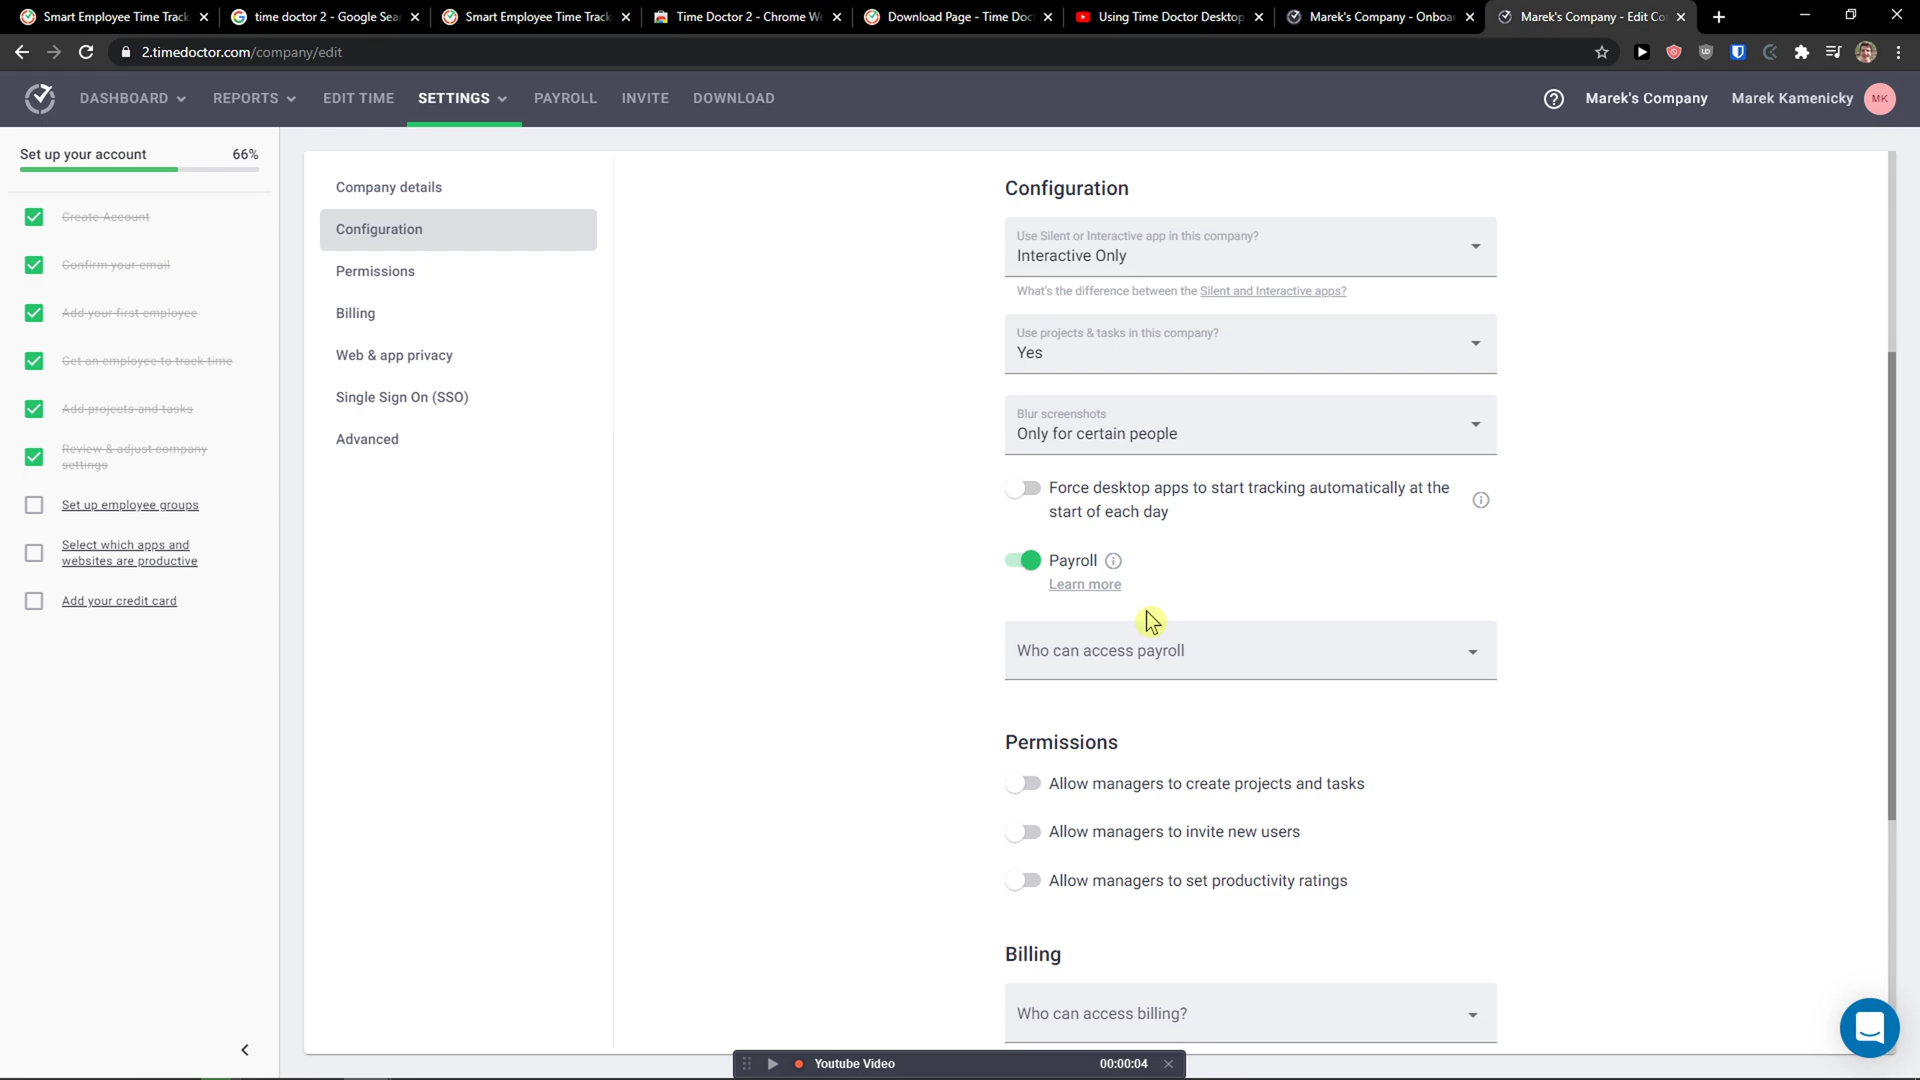 Smart Employee Time Track
time doctor 2 - Google Sea
Smart Employee Time Track
Time Doctor 2 - Chrome We
Download Page - Time Doct
Using Time Doctor Desktop
Marek's Company - Onboar
Marek's Company - Edit Co
2.timedoctor.com/company/edit
DASHBOARD
REPORTS
EDIT TIME
SETTINGS
PAYROLL
INVITE
DOWNLOAD
Marek's Company
Marek Kamenicky
MK
Set up your account
66%
Create Account
Confirm your email
Add your first employee
Get an employee to track time
Add projects and tasks
Review & adjust company
settings
Set up employee groups
Select which apps and
websites are productive
Add your credit card
Company details
Configuration
Permissions
Billing
Web & app privacy
Single Sign On (SSO)
Advanced
Configuration
Use Silent or Interactive app in this company?
Interactive Only
What's the difference between the Silent and Interactive apps?
Use projects & tasks in this company?
Yes
Blur screenshots
Only for certain people
Force desktop apps to start tracking automatically at the
start of each day
Payroll
Learn more
Who can access payroll
Permissions
Allow managers to create projects and tasks
Allow managers to invite new users
Allow managers to set productivity ratings
Billing
Who can access billing?
Youtube Video
00:00:04